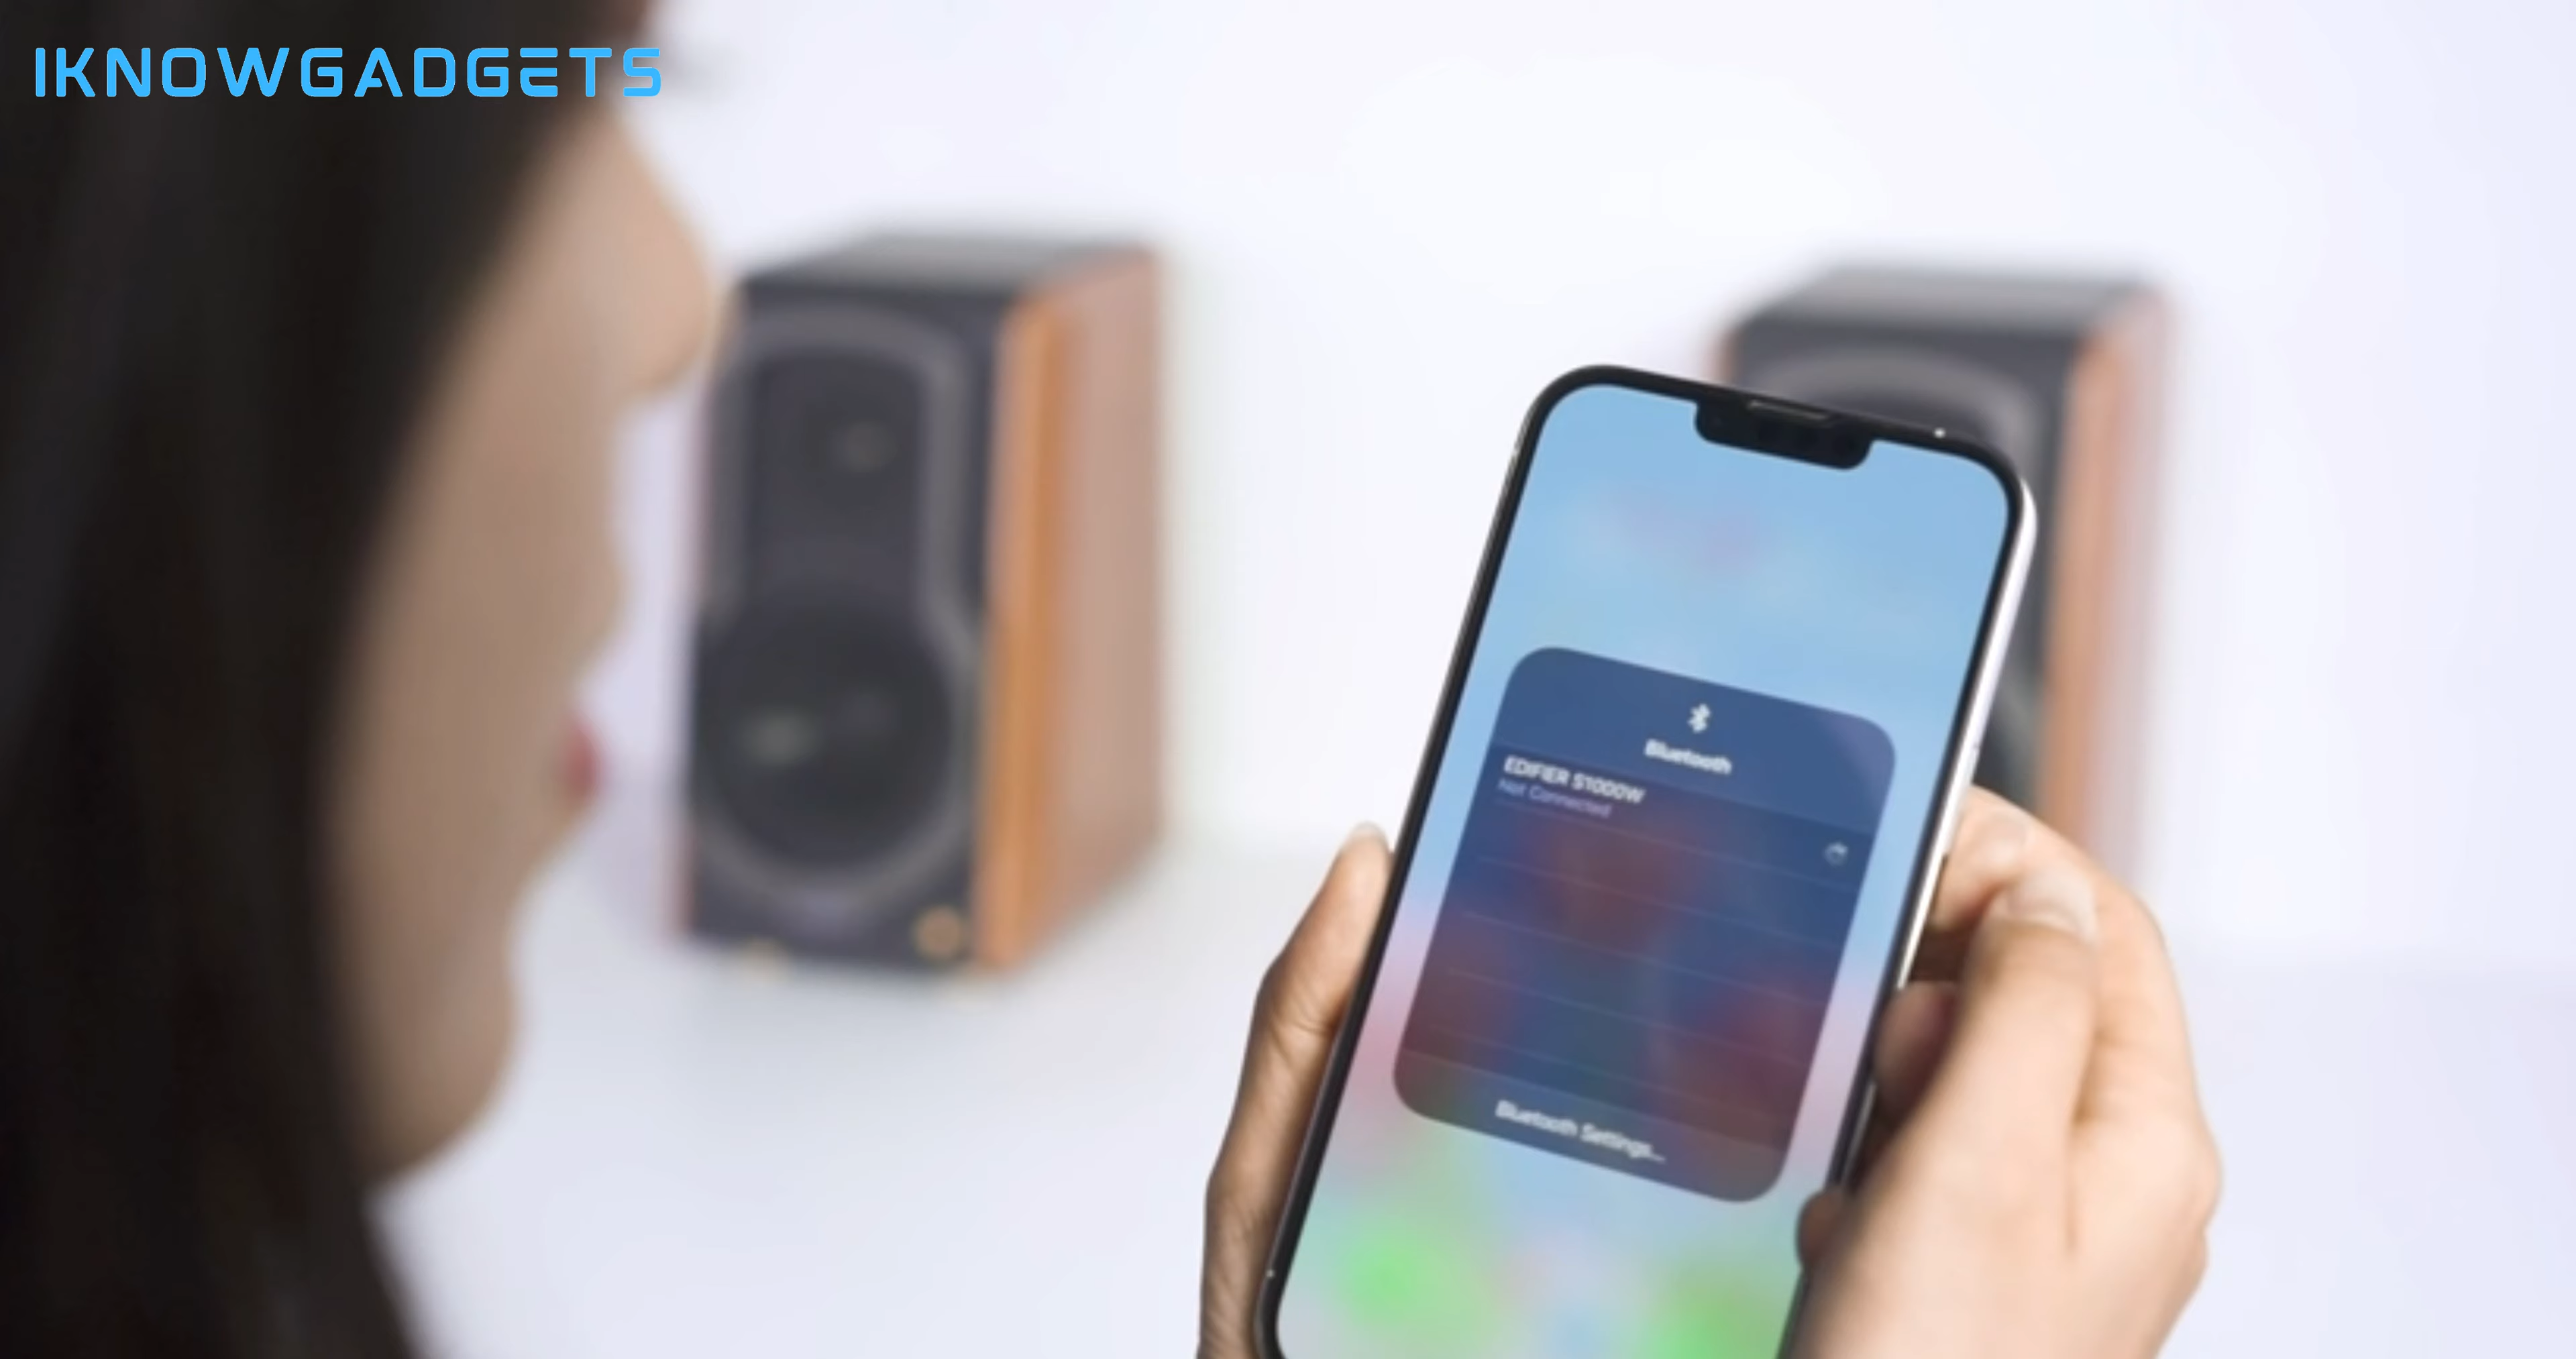 IKNOWGADGETS
Bluetooth
EDIFIER S1000W
Not Connected
Bluetooth Settings...